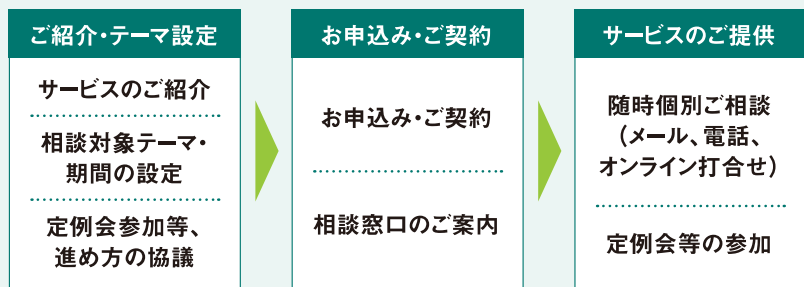 ご紹介・テーマ設定
サービスのご紹介
相談対象テーマ・
期間の設定
定例会参加等、
進め方の協議
お申込み・ご契約
お申込み・ご契約
相談窓口のご案内
サービスのご提供
随時個別ご相談
（メール、電話、
オンライン打合せ）
定例会等の参加